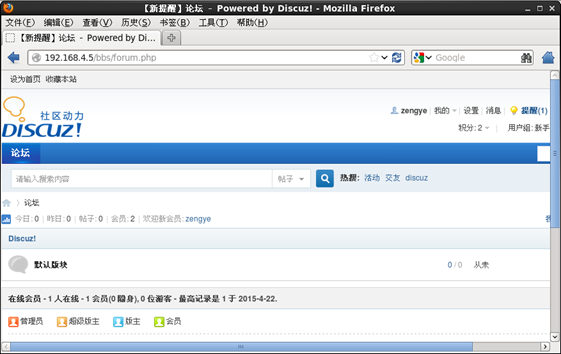 【新提醒】论坛 - Powered by Discuz! - Mozilla Firefox
文件(F) 编辑(E) 查看(V) 历史(S) 书签(B) 工具(T) 帮助(H)
【新提醒】论坛 - Powered by Di...
192.168.4.5/bbs/forum.php
Google
设为首页 收藏本站
社区动力
DISCUZ!
zengye 我的 设置 消息 提醒(1)
积分: 2 用户组: 新手
论坛
请输入搜索内容 帖子 热搜: 活动 交友 discuz
论坛
今日: 0 昨日: 0 帖子: 0 会员: 2 欢迎新会员: zengye
Discuz!
默认版块 0 / 0 从未
在线会员 - 1 人在线 - 1 会员(0 隐身), 0 位游客 - 最高记录是 1 于 2015-4-22.
管理员 超级版主 版主 会员